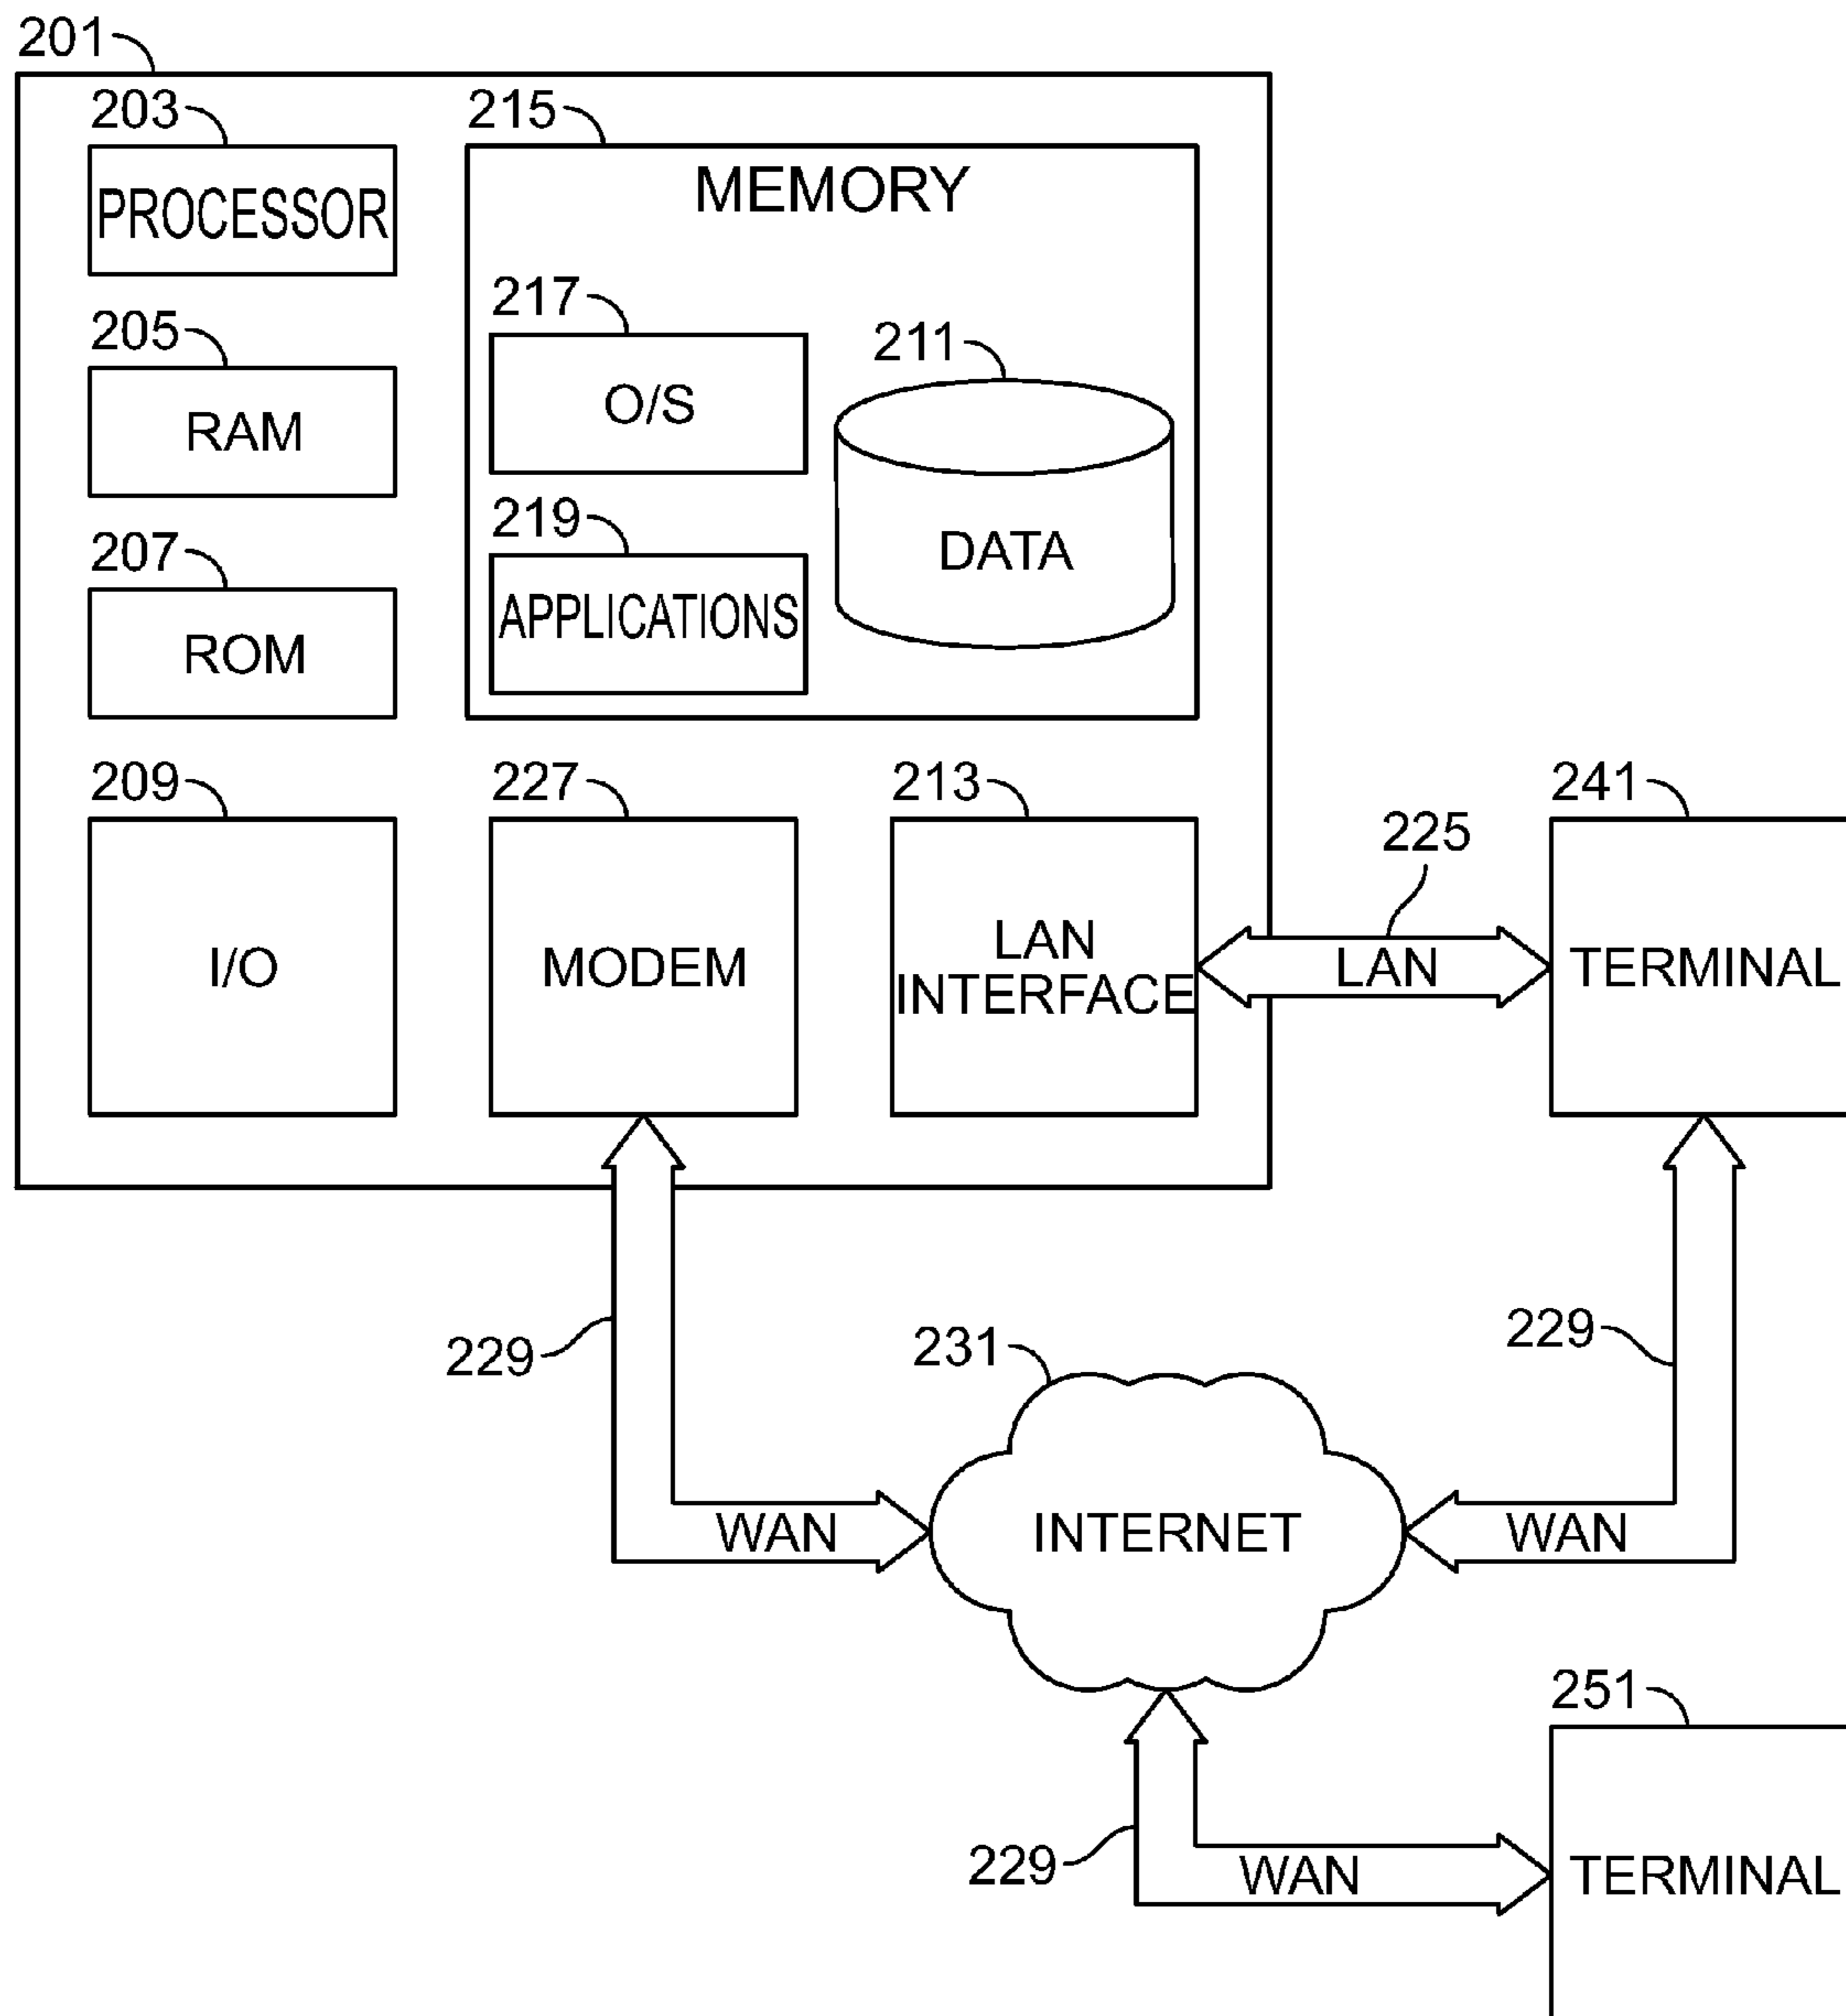 201
203
PROCESSOR
205
RAM
207
ROM
215
MEMORY
217
O/S
219
APPLICATIONS
211
DATA
209
I/O
227
MODEM
213
LAN
INTERFACE
225
LAN
241
TERMINAL
229
WAN
231
INTERNET
229
WAN
229
WAN
251
TERMINAL